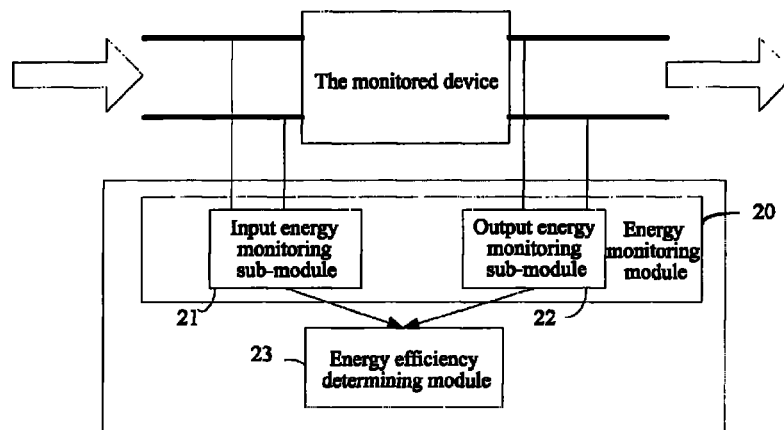 The monitored device
20
Input energy
monitoring
sub-module
Output energy
monitoring
sub-module
Energy
monitoring
module
21
22
23
Energy efficiency
determining module